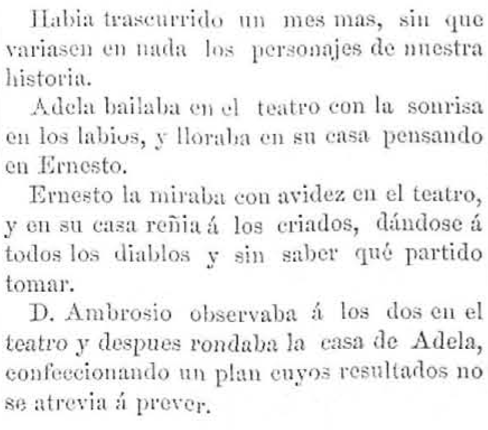 Habia trascurrido un mes mas, sin que
variasen en nada los personajes de nuestra
historia.
Adela bailaba en el teatro con la sonrisa
en los labios, y lloraba en su casa pensando
en Ernesto.
Ernesto la miraba con avidez en el teatro,
y en su casa reñia á los criados, dándose á
todos los diablos y sin saber qué partido
tomar.
D. Ambrosio observaba á los dos en el
teatro y despues rondaba la casa de Adela,
confeccionando un plan cuyos resultados no
se atrevia á prever.